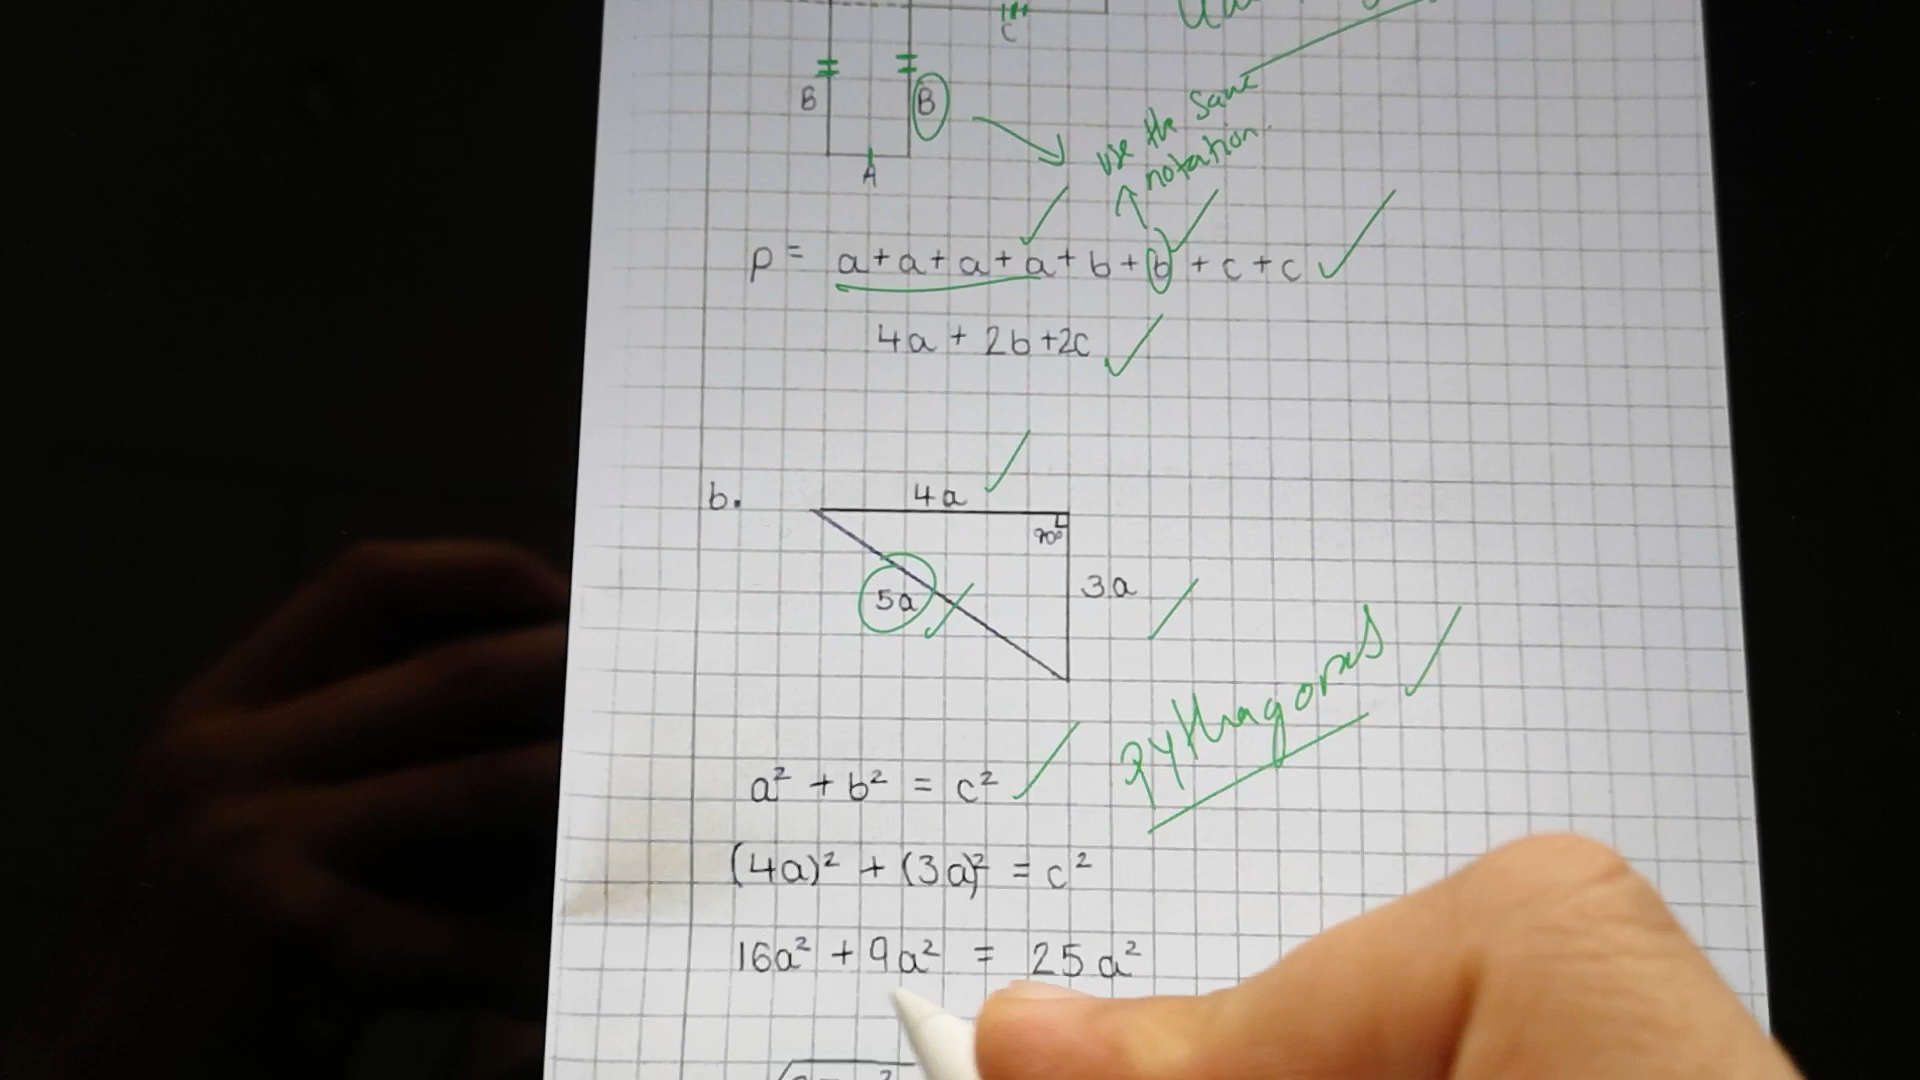 C
B
B
A
use the same
notation.
p = a + a + a + a + b + b + c + c
4a + 2b + 2c
b.
4a
90°
5a
3a
Pythagoras
a² + b² = c²
(4a)² + (3a)² = c²
16a² + 9a² = 25a²